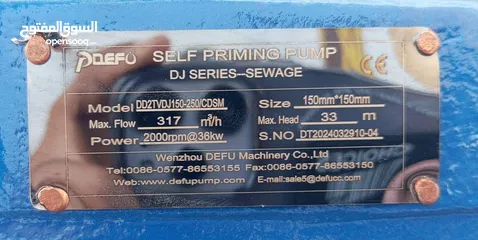 السوق المفتوح
opensooq.com
DEFU SELF PRIMING PUMP
DJ SERIES--SEWAGE CE
Model DD2TVDJ150-250/CDSM Size 150mm*150mm
Max. Flow 317 m³/h Max. Head 33 m
Power 2000rpm@36kw S.NO DT2024032910-04
Wenzhou DEFU Machinery Co.,Ltd
Tel:0086-0577-86553155 Fax:0086-0577-86553150
Web:www.defupump.com E-mail:sale5@defucc.com